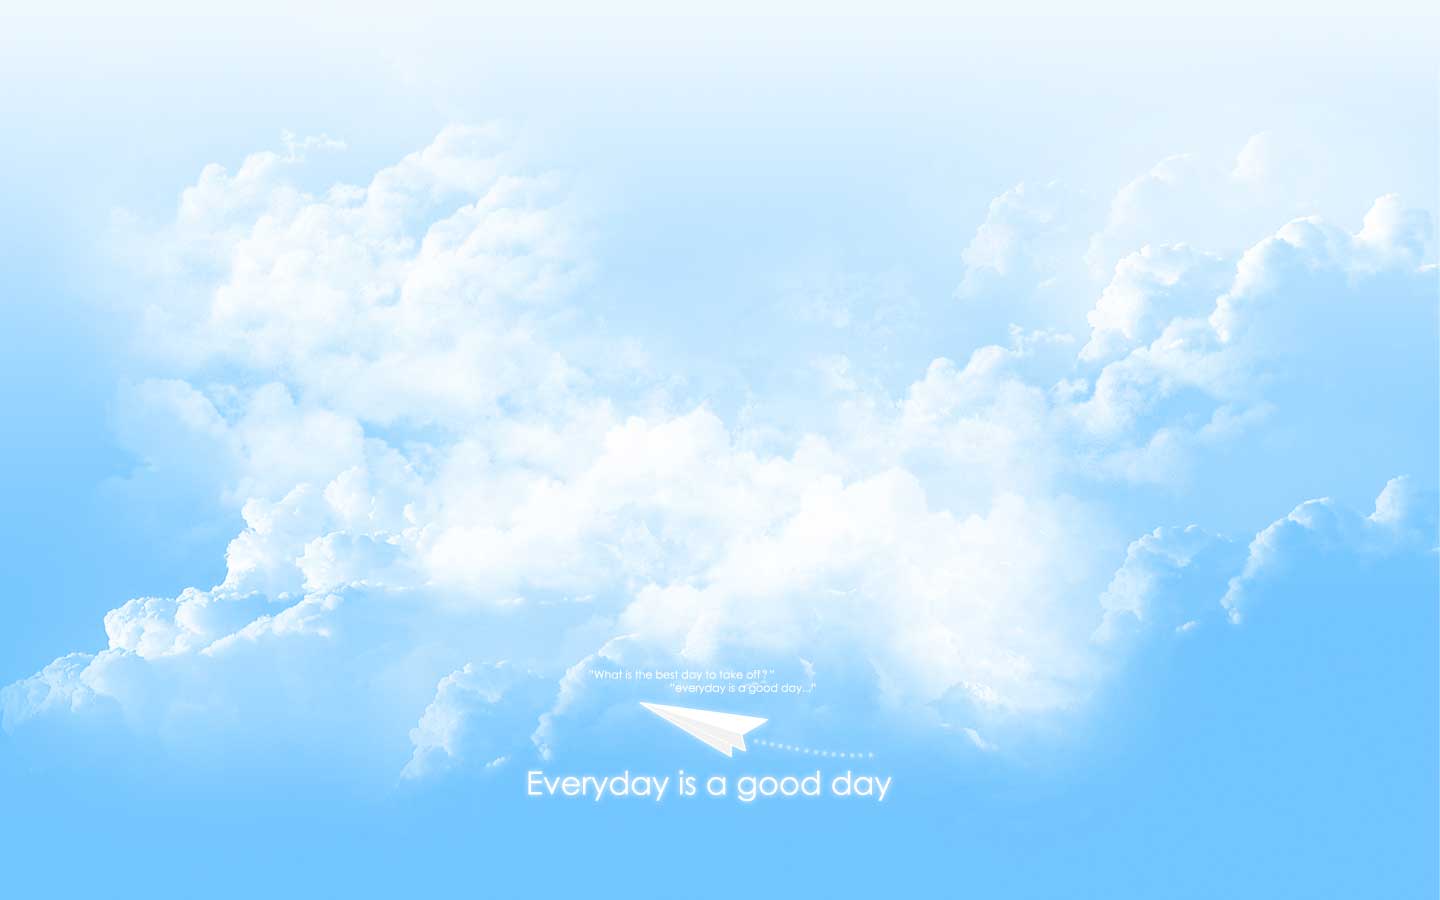 "What is the best day to take off?"
"everyday is a good day..."
Everyday is a good day